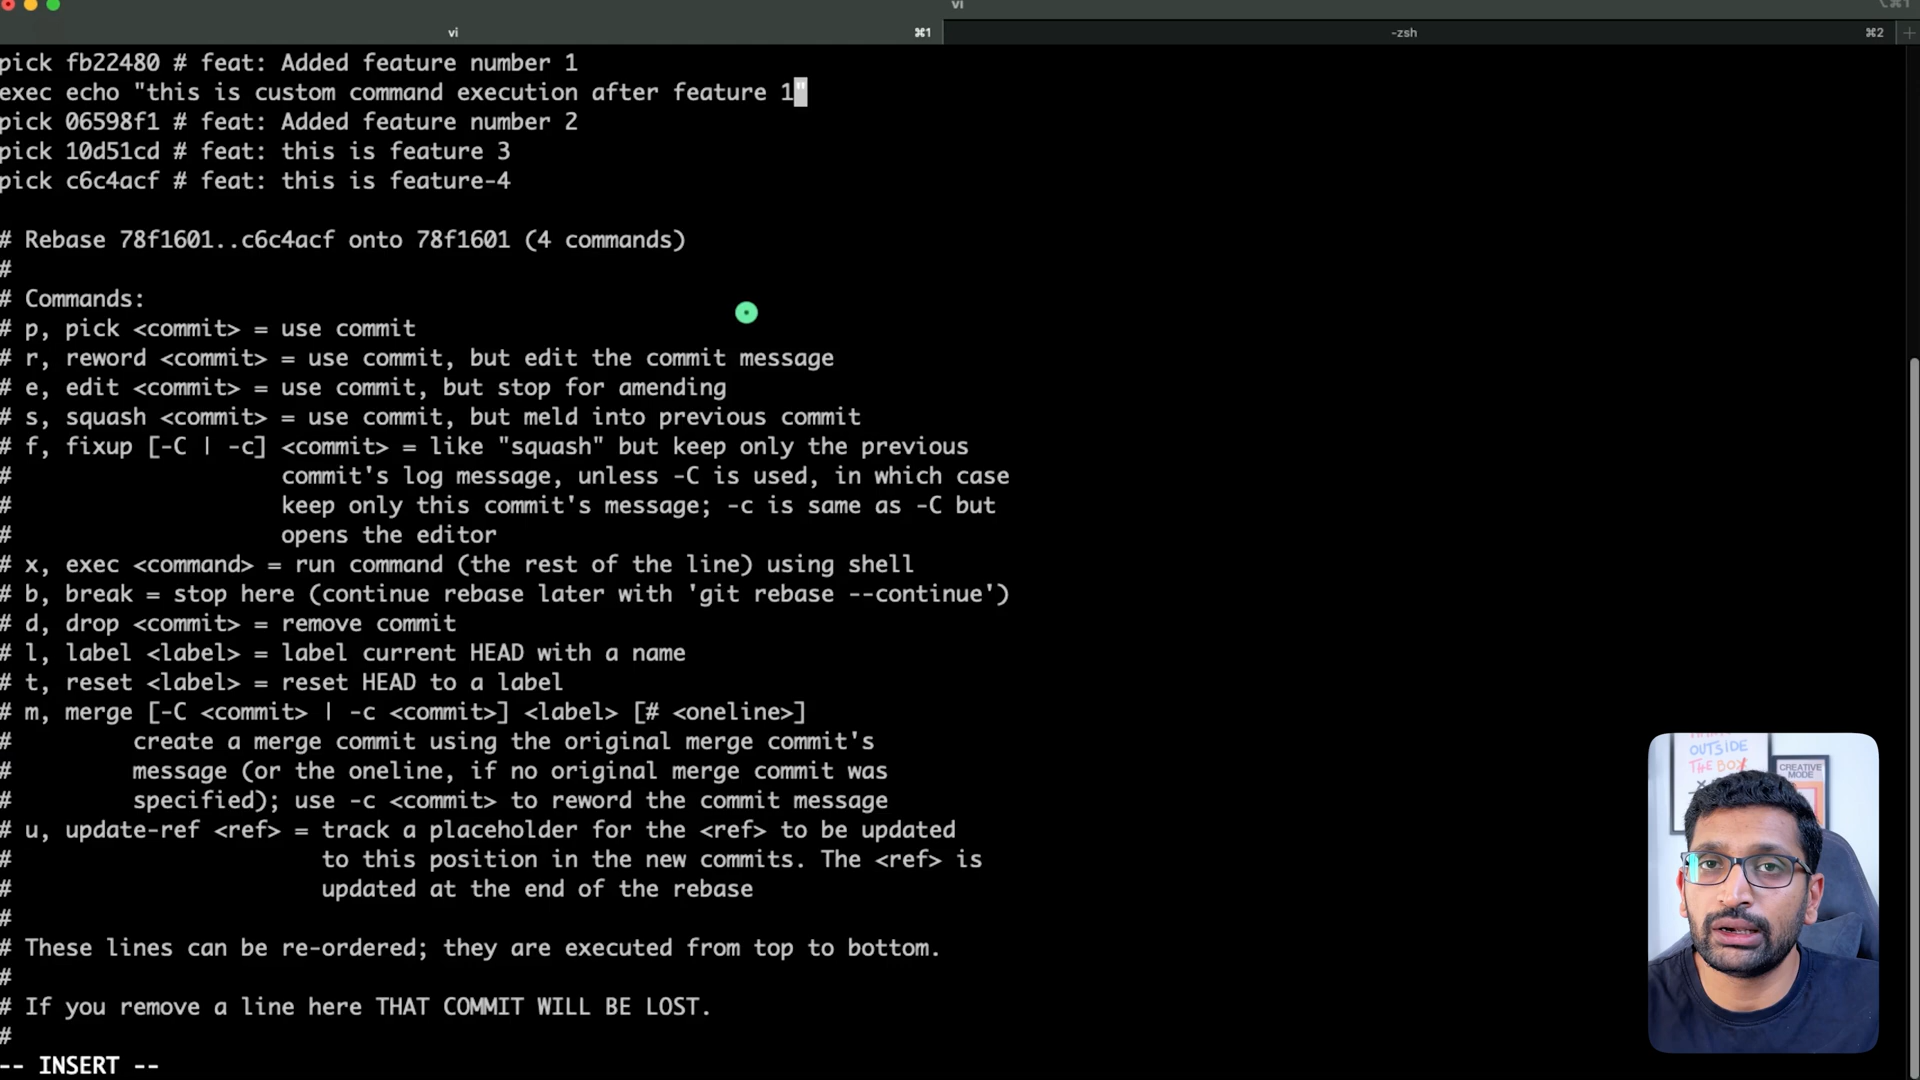 vi
⌥⌘1
vi
⌘1
-zsh
⌘2
pick fb22480 # feat: Added feature number 1
exec echo "this is custom command execution after feature 1"
pick 06598f1 # feat: Added feature number 2
pick 10d51cd # feat: this is feature 3
pick c6c4acf # feat: this is feature-4
# Rebase 78f1601..c6c4acf onto 78f1601 (4 commands)
#
# Commands:
# p, pick <commit> = use commit
# r, reword <commit> = use commit, but edit the commit message
# e, edit <commit> = use commit, but stop for amending
# s, squash <commit> = use commit, but meld into previous commit
# f, fixup [-C | -c] <commit> = like "squash" but keep only the previous
#                    commit's log message, unless -C is used, in which case
#                    keep only this commit's message; -c is same as -C but
#                    opens the editor
# x, exec <command> = run command (the rest of the line) using shell
# b, break = stop here (continue rebase later with 'git rebase --continue')
# d, drop <commit> = remove commit
# l, label <label> = label current HEAD with a name
# t, reset <label> = reset HEAD to a label
# m, merge [-C <commit> | -c <commit>] <label> [# <oneline>]
#         create a merge commit using the original merge commit's
#         message (or the oneline, if no original merge commit was
#         specified); use -c <commit> to reword the commit message
# u, update-ref <ref> = track a placeholder for the <ref> to be updated
#                       to this position in the new commits. The <ref> is
#                       updated at the end of the rebase
#
# These lines can be re-ordered; they are executed from top to bottom.
#
# If you remove a line here THAT COMMIT WILL BE LOST.
#
-- INSERT --
OUTSIDE
THE BOX
CREATIVE
MODE